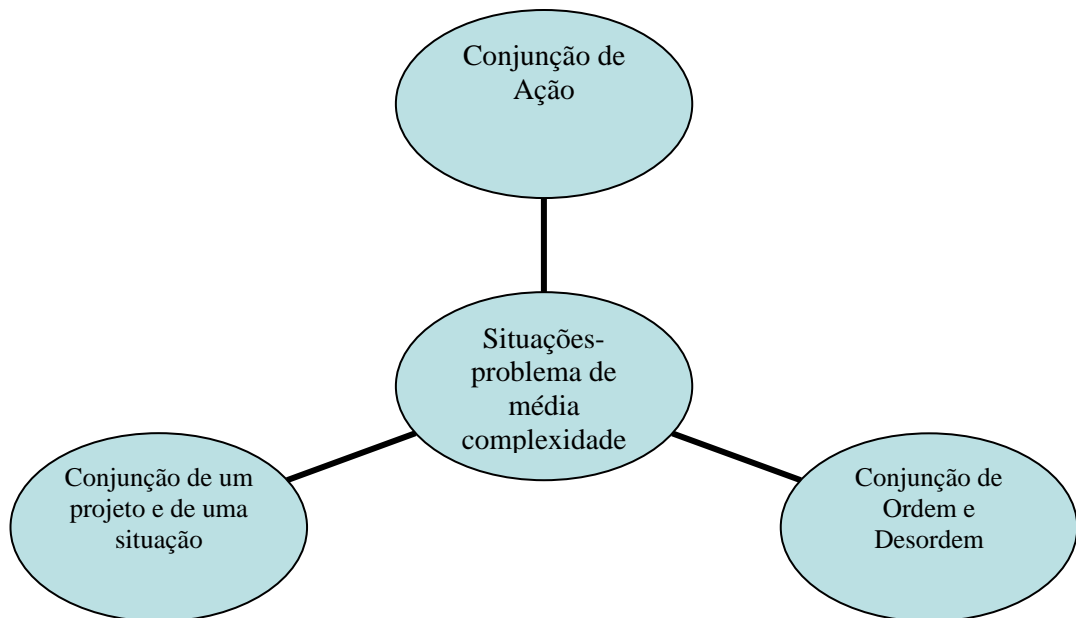 Conjunção de
Ação
Situações-
problema de
média
complexidade
Conjunção de um
projeto e de uma
situação
Conjunção de
Ordem e
Desordem